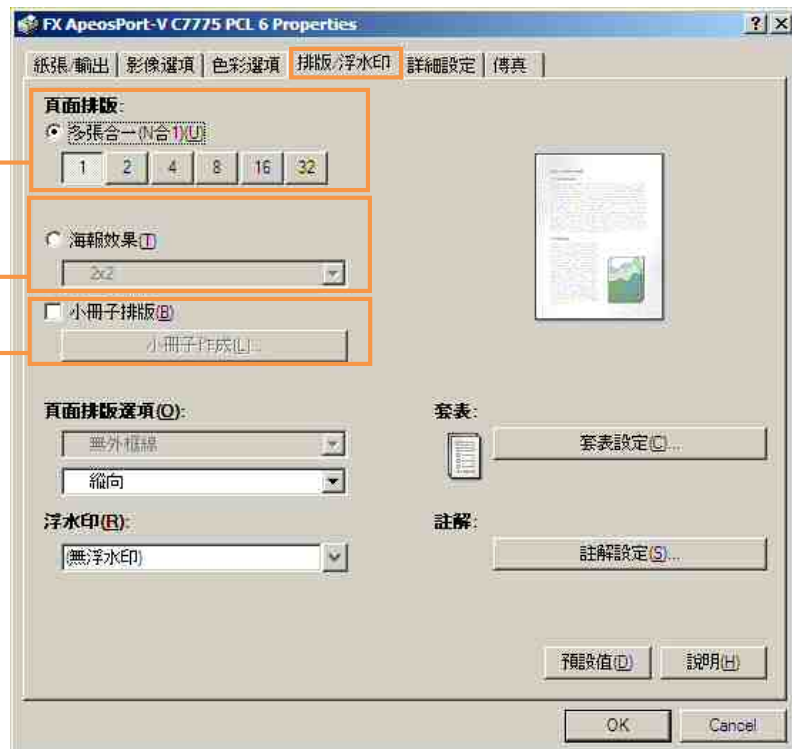 FX ApeosPort-V C7775 PCL 6 Properties
紙張/輸出 影像選項 色彩選項 排版/浮水印 詳細設定 傳真
頁面排版:
多張合一(N合1)(U)
1 2 4 8 16 32
海報效果(T)
2x2
小冊子排版(B)
小冊子作成(L)...
頁面排版選項(O):
無外框線
縱向
浮水印(R):
(無浮水印)
套表:
套表設定(C)...
註解:
註解設定(S)...
預設值(D) 說明(H)
OK Cancel